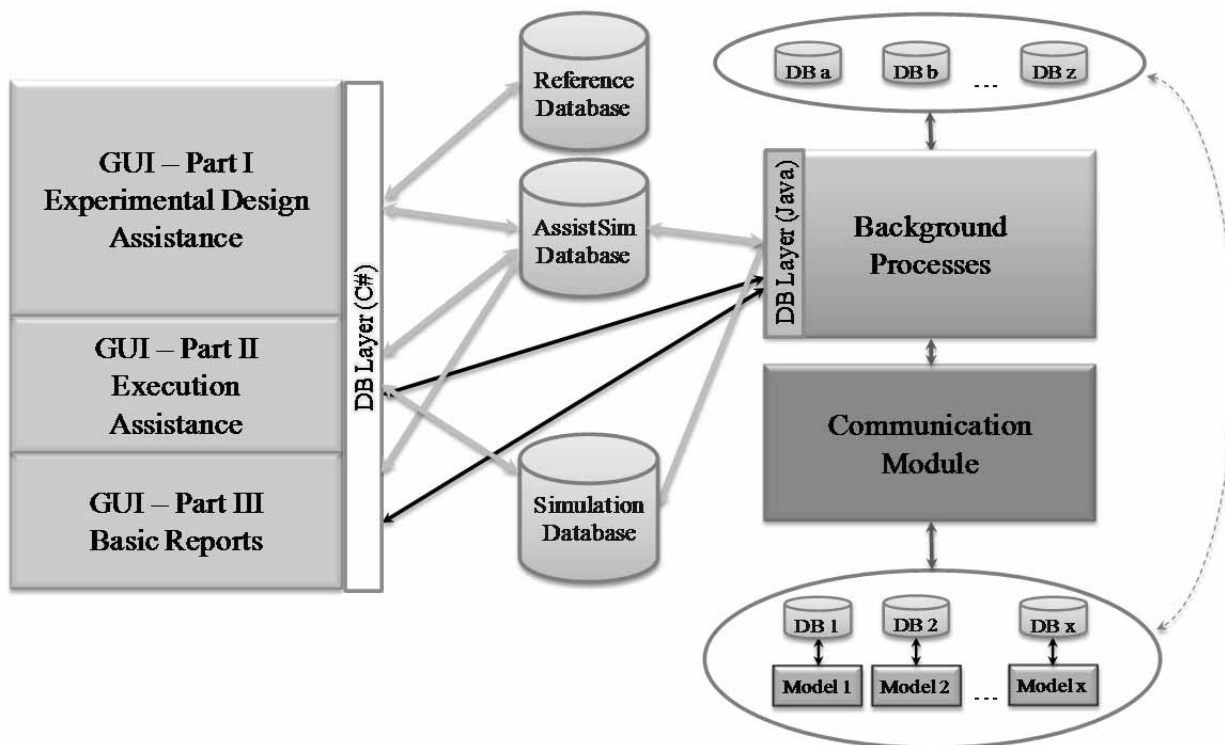 GUI – Part I
Experimental Design
Assistance
GUI – Part II
Execution
Assistance
GUI – Part III
Basic Reports
DB Layer (C#)
Reference
Database
AssistSim
Database
Simulation
Database
DB a
DB b
...
DB z
DB Layer (Java)
Background
Processes
Communication
Module
DB 1
DB 2
DB x
Model 1
Model 2
...
Model x